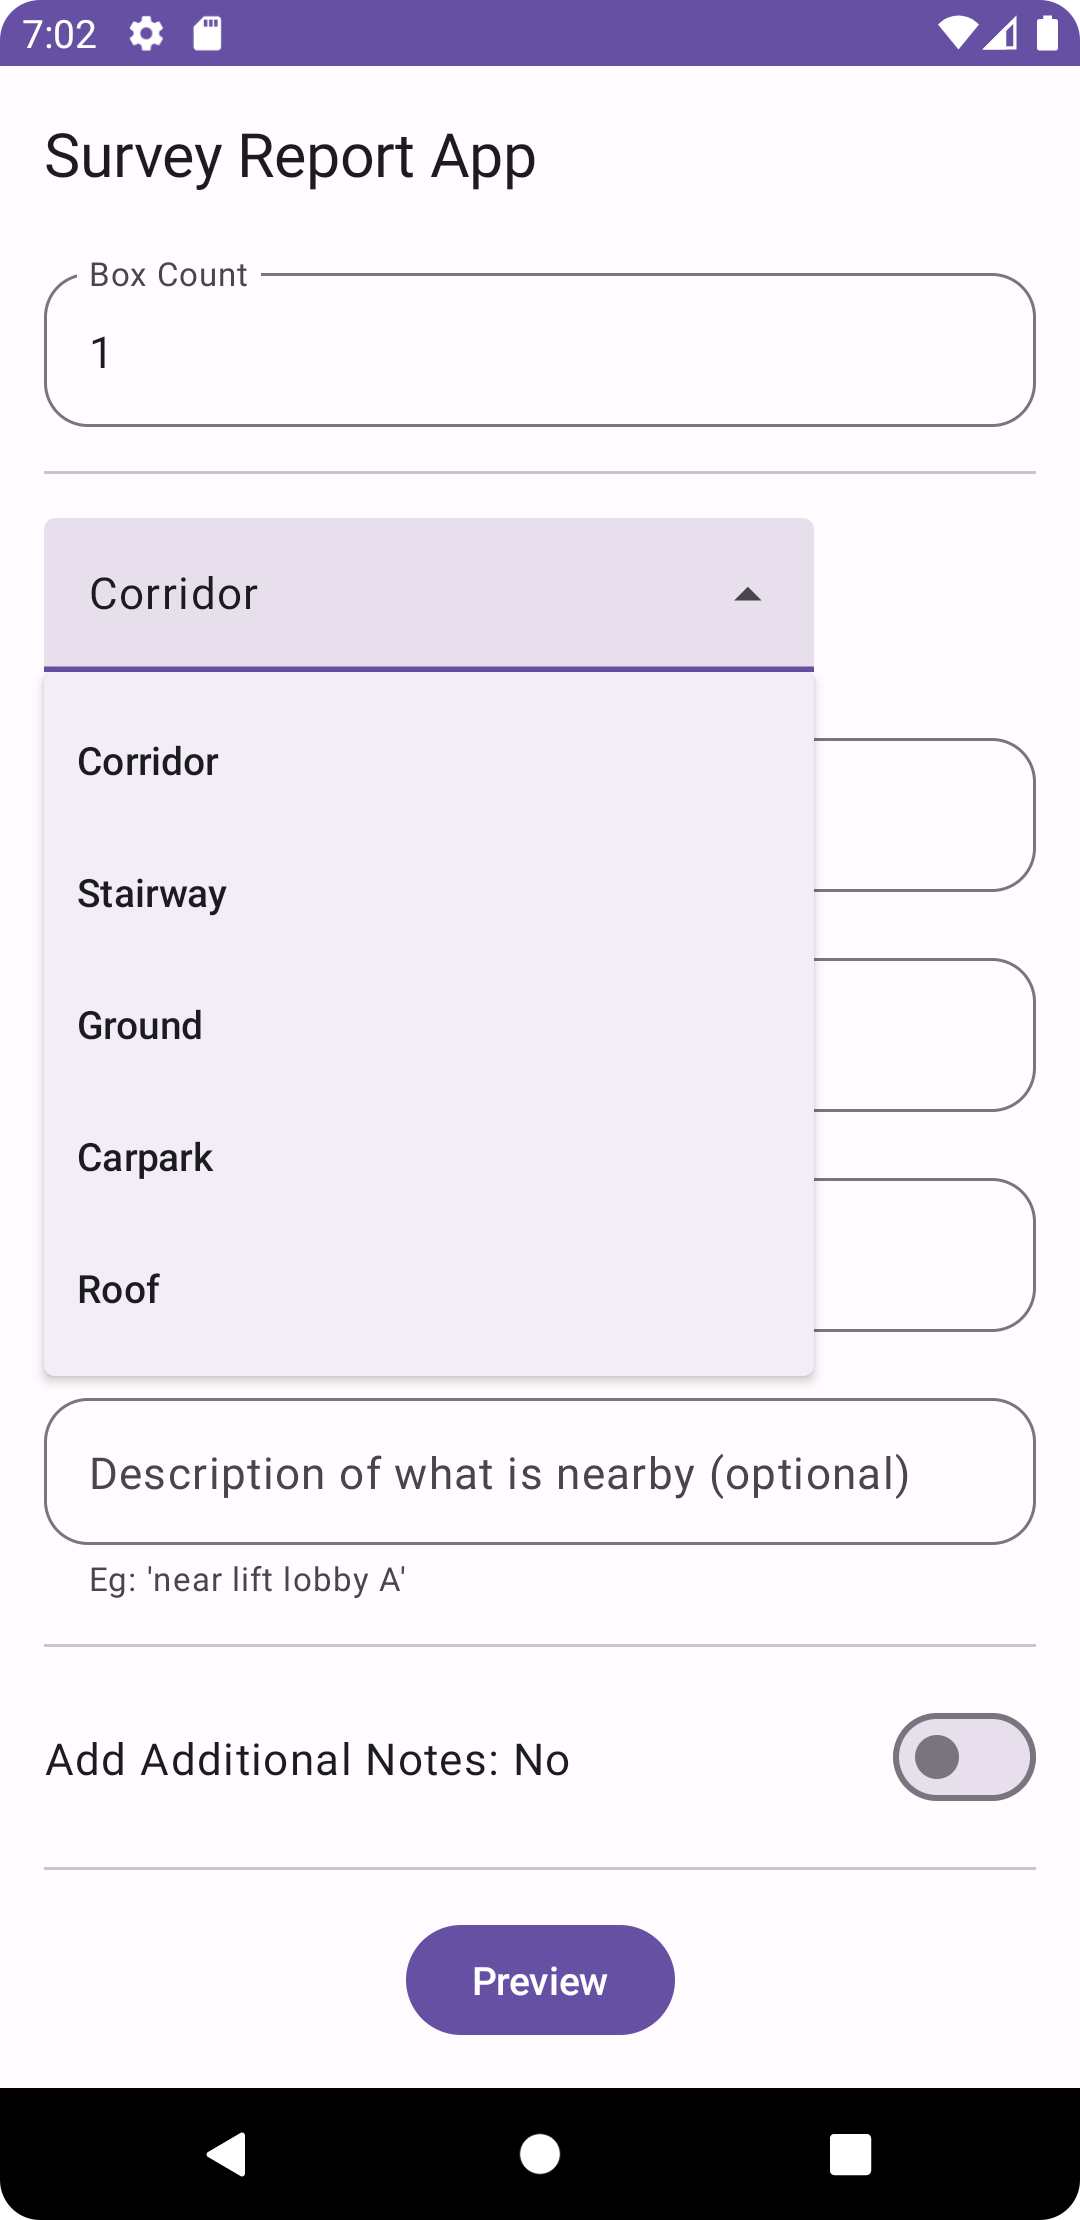 7:02
Survey Report App
Box Count
1
Corridor
Corridor
Stairway
Ground
Carpark
Roof
Description of what is nearby (optional)
Eg: 'near lift lobby A'
Add Additional Notes: No
Preview